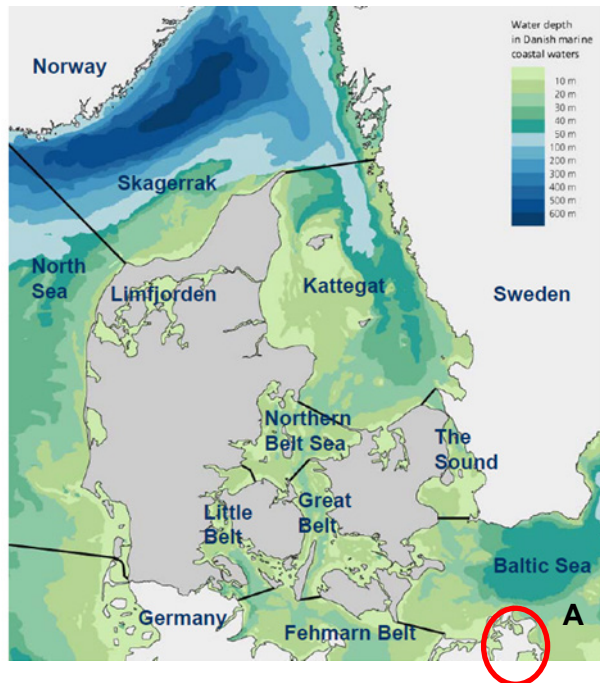 Norway
Water depth
in Danish marine
coastal waters
10 m
20 m
30 m
40 m
50 m
100 m
200 m
300 m
400 m
500 m
600 m
Skagerrak
North
Sea
Limfjorden
Kattegat
Sweden
Northern
Belt Sea
The
Sound
Little
Belt
Great
Belt
Baltic Sea
Germany
Fehmarn Belt
A